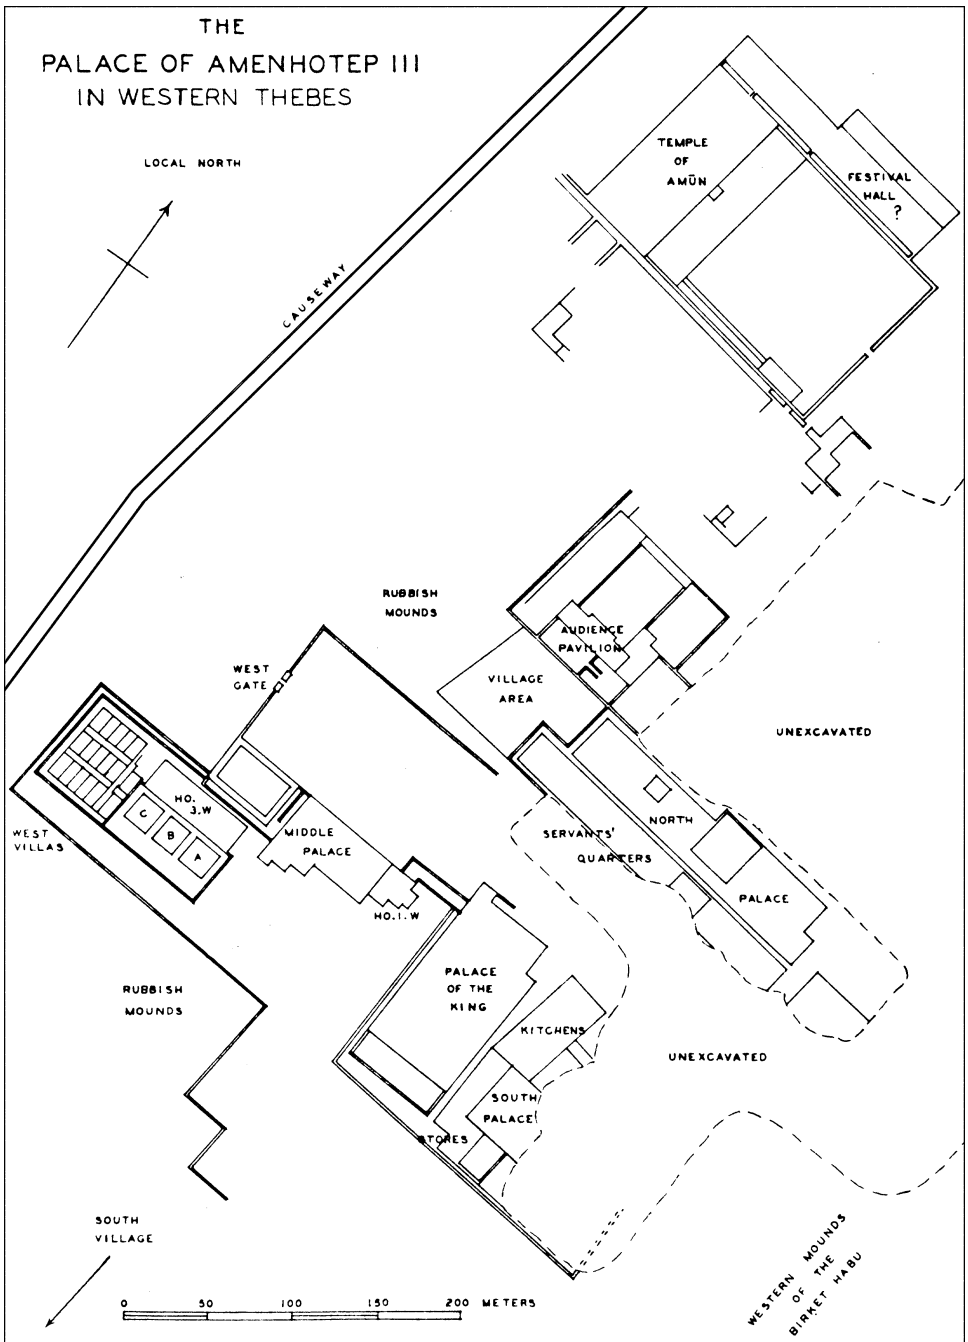 THE
PALACE OF AMENHOTEP III
IN WESTERN THEBES
LOCAL NORTH
CAUSEWAY
TEMPLE
OF
AMŪN
FESTIVAL
HALL
?
RUBBISH
MOUNDS
AUDIENCE
PAVILION
WEST
GATE
VILLAGE
AREA
UNEXCAVATED
HO.
3.W
C
B
A
WEST
VILLAS
MIDDLE
PALACE
HO.1.W
SERVANTS'
QUARTERS
NORTH
PALACE
RUBBISH
MOUNDS
PALACE
OF THE
KING
KITCHENS
UNEXCAVATED
SOUTH
PALACE
STORES
SOUTH
VILLAGE
WESTERN MOUNDS
OF THE
BIRKET HABU
0 50 100 150 200 METERS